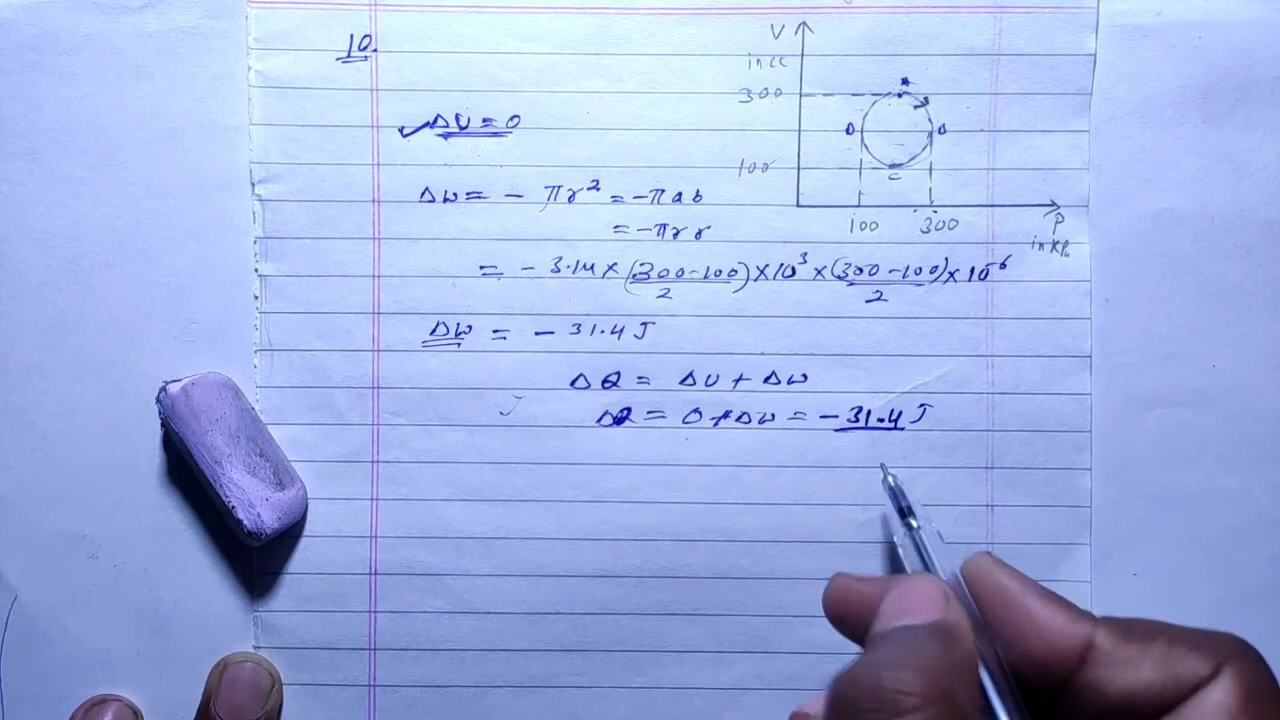 10.
V
in cc
300
100
A
D
B
C
100
300
P
in KPa
ΔU = 0
ΔW = - πr² = -πab
= -πr r
= - 3.14 × (300-100)/2 × 10³ × (300-100)/2 × 10⁻⁶
ΔW = - 31.4 J
ΔQ = ΔU + ΔW
ΔQ = 0 + ΔW = -31.4 J